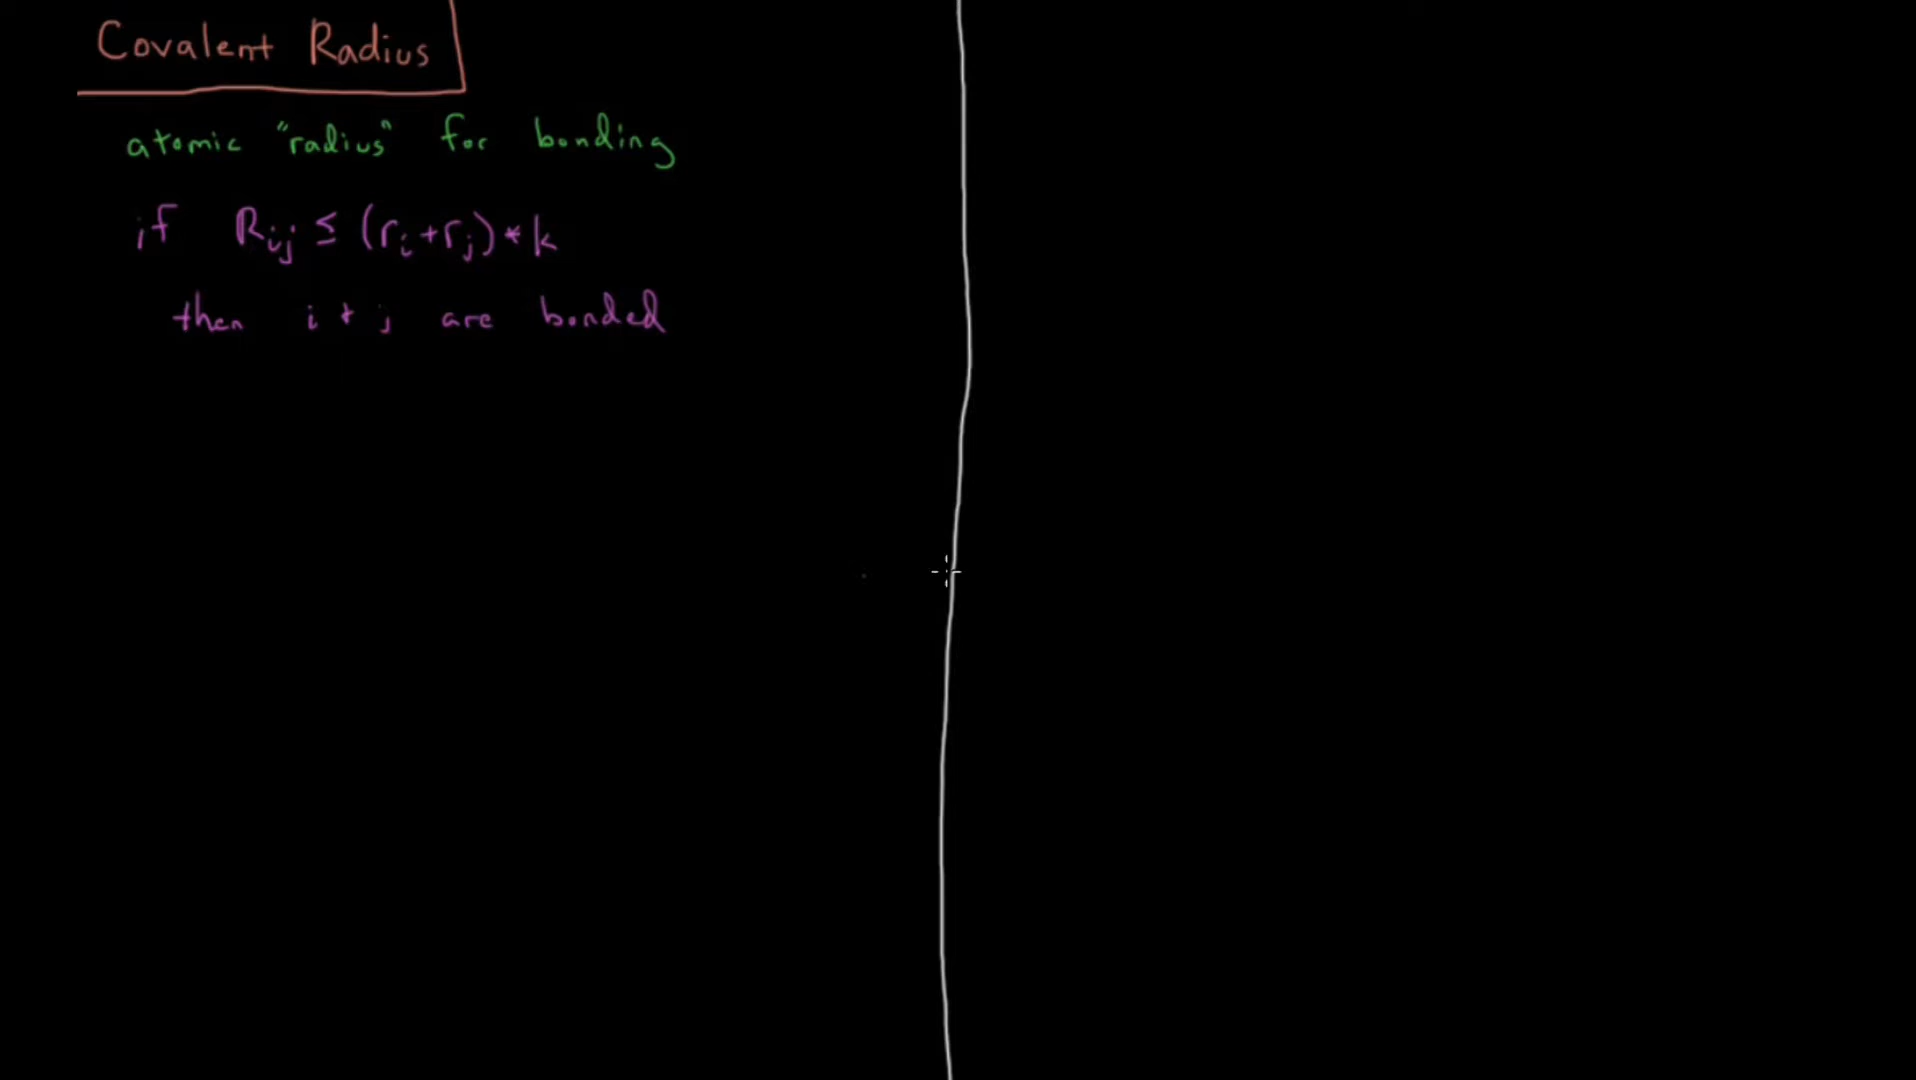 Covalent Radius
atomic "radius" for bonding
if R_ij ≤ (r_i + r_j) * k
then i + j are bonded